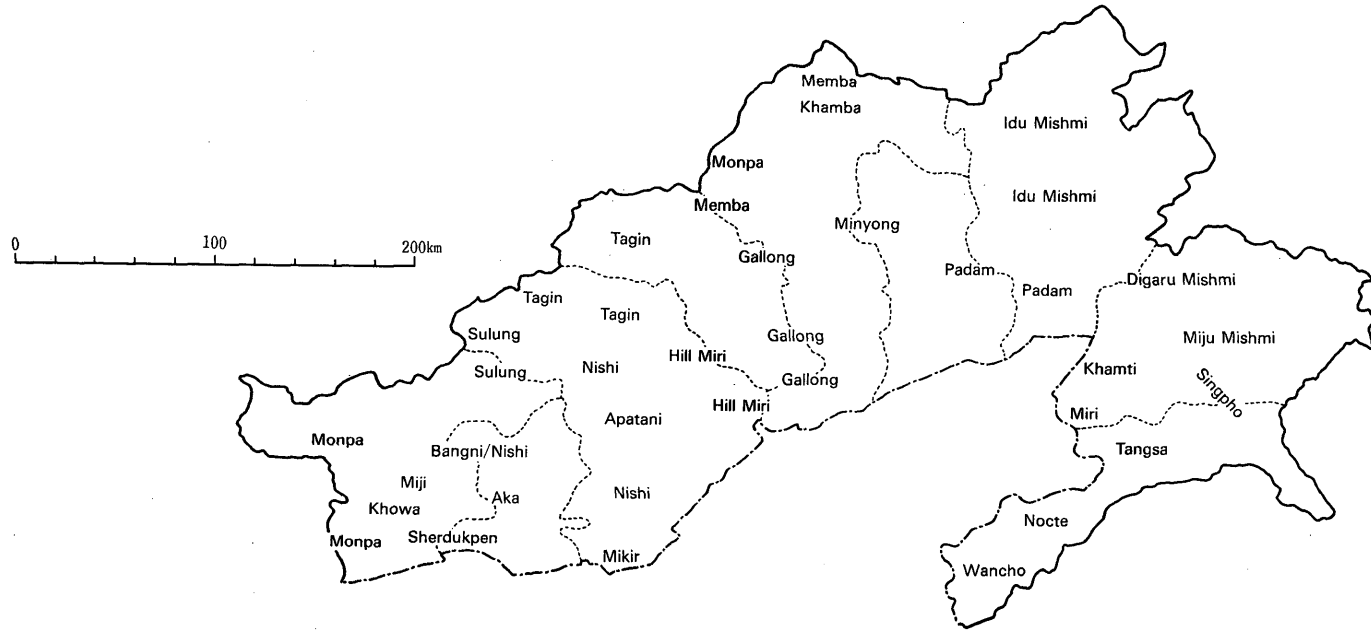 Memba
Khamba
Idu Mishmi
Monpa
Idu Mishmi
Memba
Minyong
Tagin
0 100 200km
Gallong
Padam
Digaru Mishmi
Tagin
Padam
Tagin
Sulung
Gallong
Miju Mishmi
Hill Miri
Sulung
Nishi
Khamti
Gallong
Singpho
Hill Miri
Miri
Apatani
Monpa
Bangni/Nishi
Tangsa
Miji
Aka
Nishi
Khowa
Nocte
Sherdukpen
Monpa
Mikir
Wancho